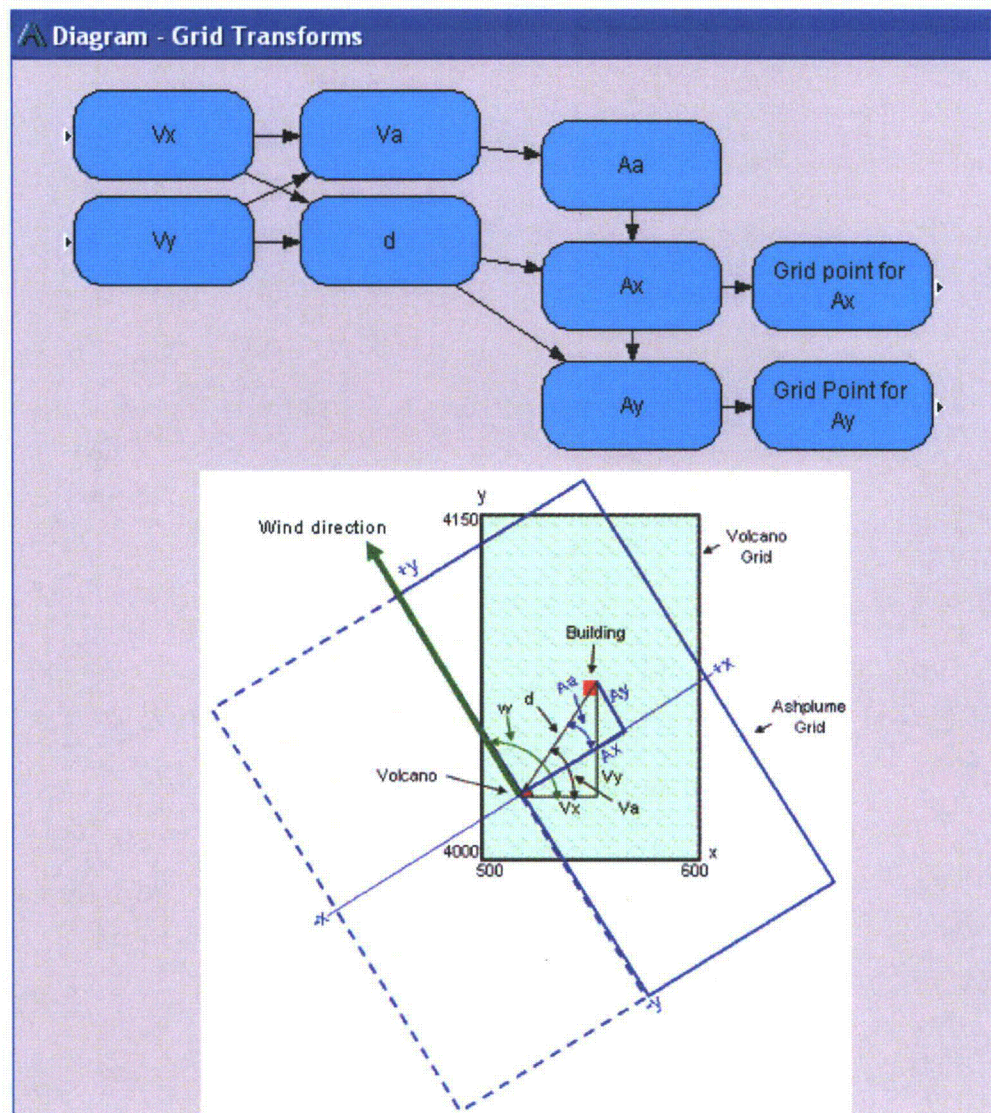 Diagram - Grid Transforms
Vx
Va
Aa
Vy
d
Ax
Grid point for
Ax
Ay
Grid Point for
Ay
y
4150
Wind direction
+y
Volcano
Grid
Building
+x
Aa
Ay
d
w
Ashplume
Grid
Ax
Volcano
Vy
Vx
Va
4000
x
500
600
-x
-y